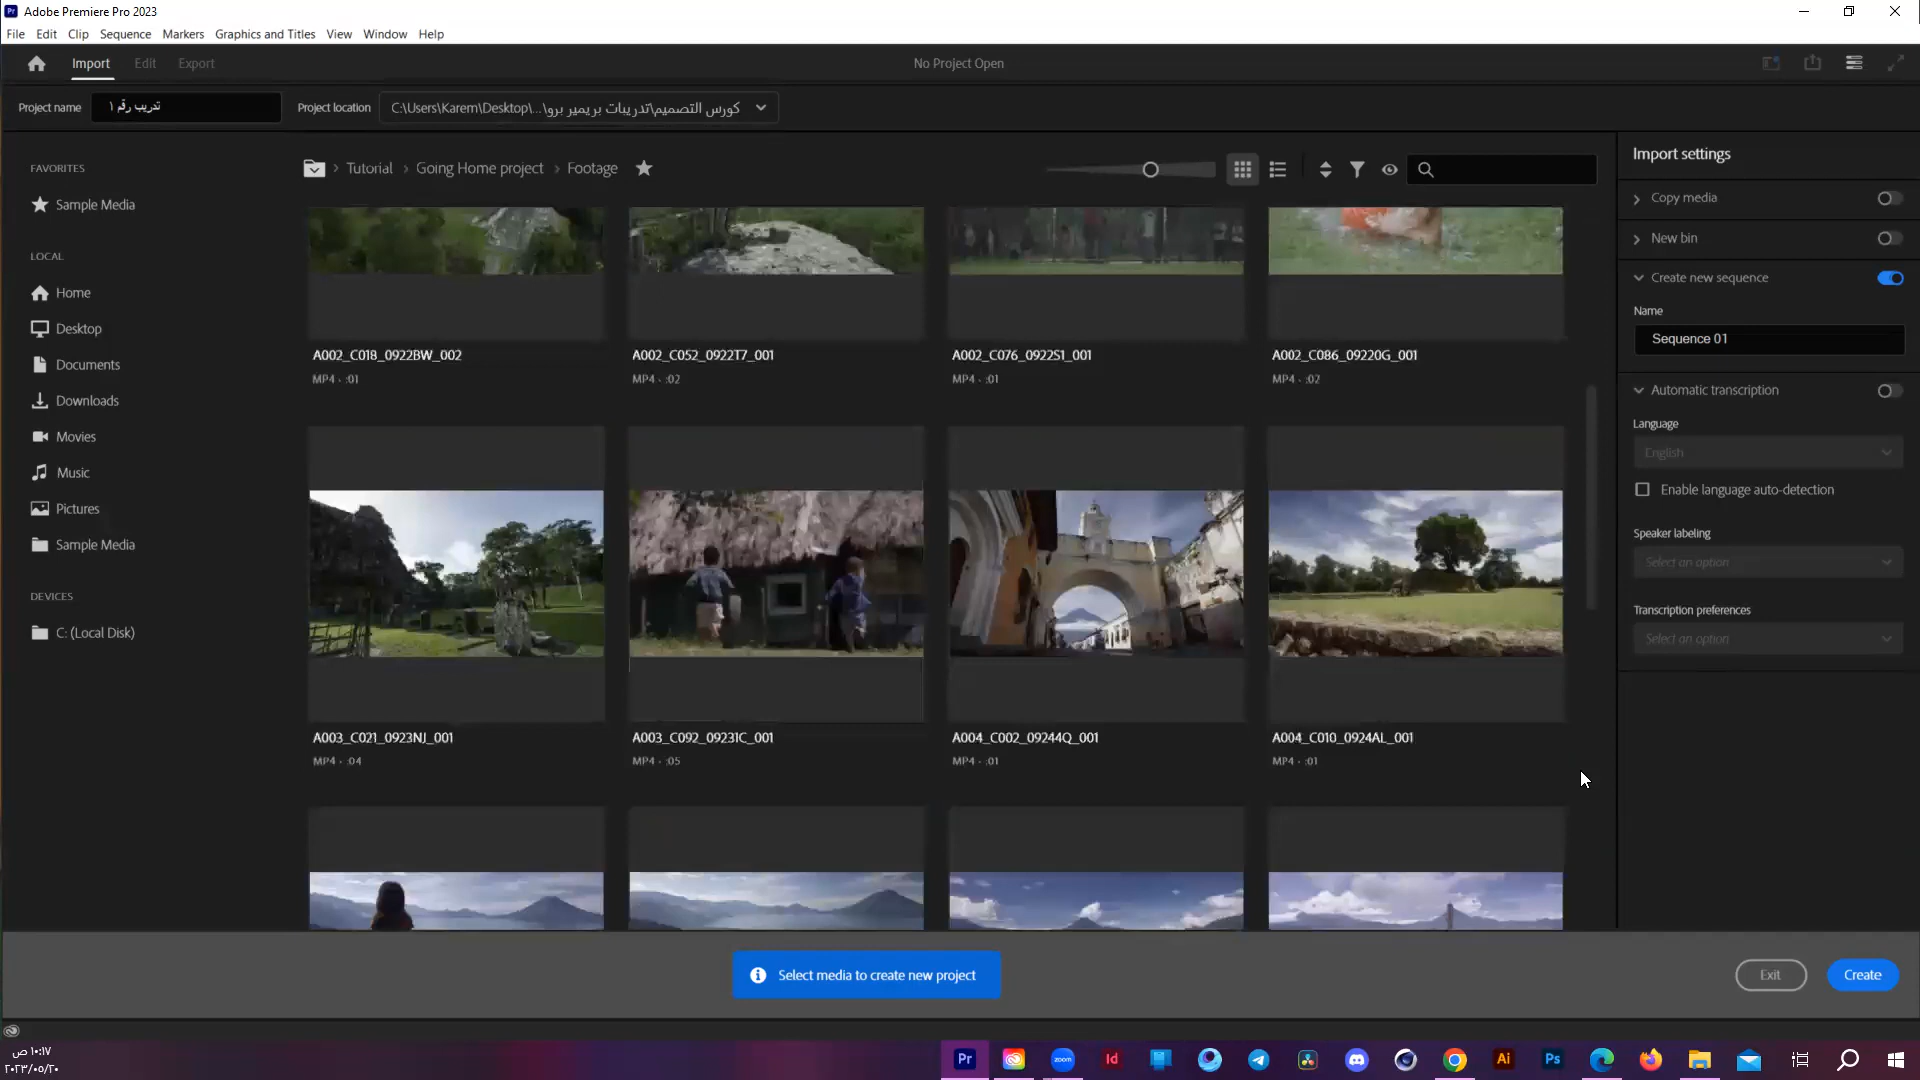 Adobe Premiere Pro 2023
File Edit Clip Sequence Markers Graphics and Titles View Window Help
Import Edit Export
No Project Open
Project name
تدريب رقم ١
Project location
C:\Users\Karem\Desktop\...\كورس التصميم\تدريبات بريمير برو
FAVORITES
Sample Media
LOCAL
Home
Desktop
Documents
Downloads
Movies
Music
Pictures
Sample Media
DEVICES
C: (Local Disk)
Tutorial › Going Home project › Footage
A002_C018_0922BW_002
MP4 - :01
A002_C052_0922T7_001
MP4 - :02
A002_C076_0922S1_001
MP4 - :01
A002_C086_09220G_001
MP4 - :02
A003_C021_0923NJ_001
MP4 - :04
A003_C092_09231C_001
MP4 - :05
A004_C002_09244Q_001
MP4 - :01
A004_C010_0924AL_001
MP4 - :01
Import settings
Copy media
New bin
Create new sequence
Name
Sequence 01
Automatic transcription
Language
English
Enable language auto-detection
Speaker labeling
Select an option
Transcription preferences
Select an option
Select media to create new project
Exit
Create
١٠:١٧ ص
٢٠٢٣/٠٥/٢٠
Pr
zoom
Id
Ai
Ps